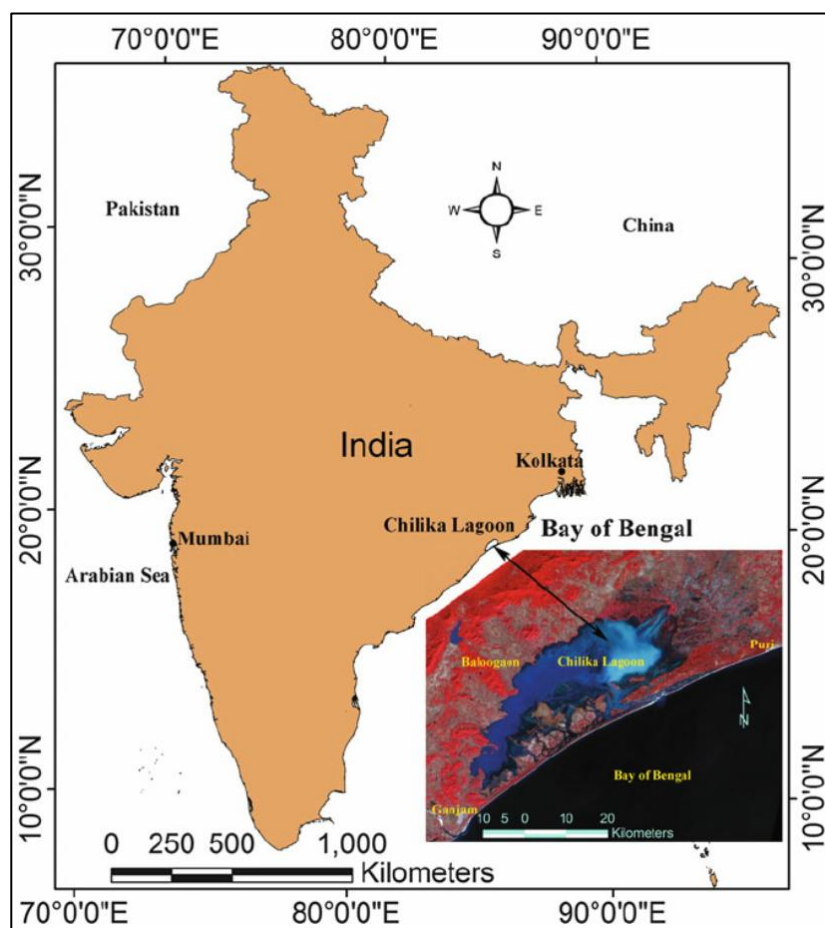 70°0'0"E 80°0'0"E 90°0'0"E
N
W E
S
Pakistan
China
30°0'0"N
30°0'0"N
India
Kolkata
20°0'0"N
Chilika Lagoon
Bay of Bengal
20°0'0"N
Mumbai
Arabian Sea
Puri
Baloogaon
Chilika Lagoon
N
Bay of Bengal
10°0'0"N
10°0'0"N
Ganjam
10 5 0 10 20
Kilometers
0 250 500 1,000
Kilometers
70°0'0"E 80°0'0"E 90°0'0"E